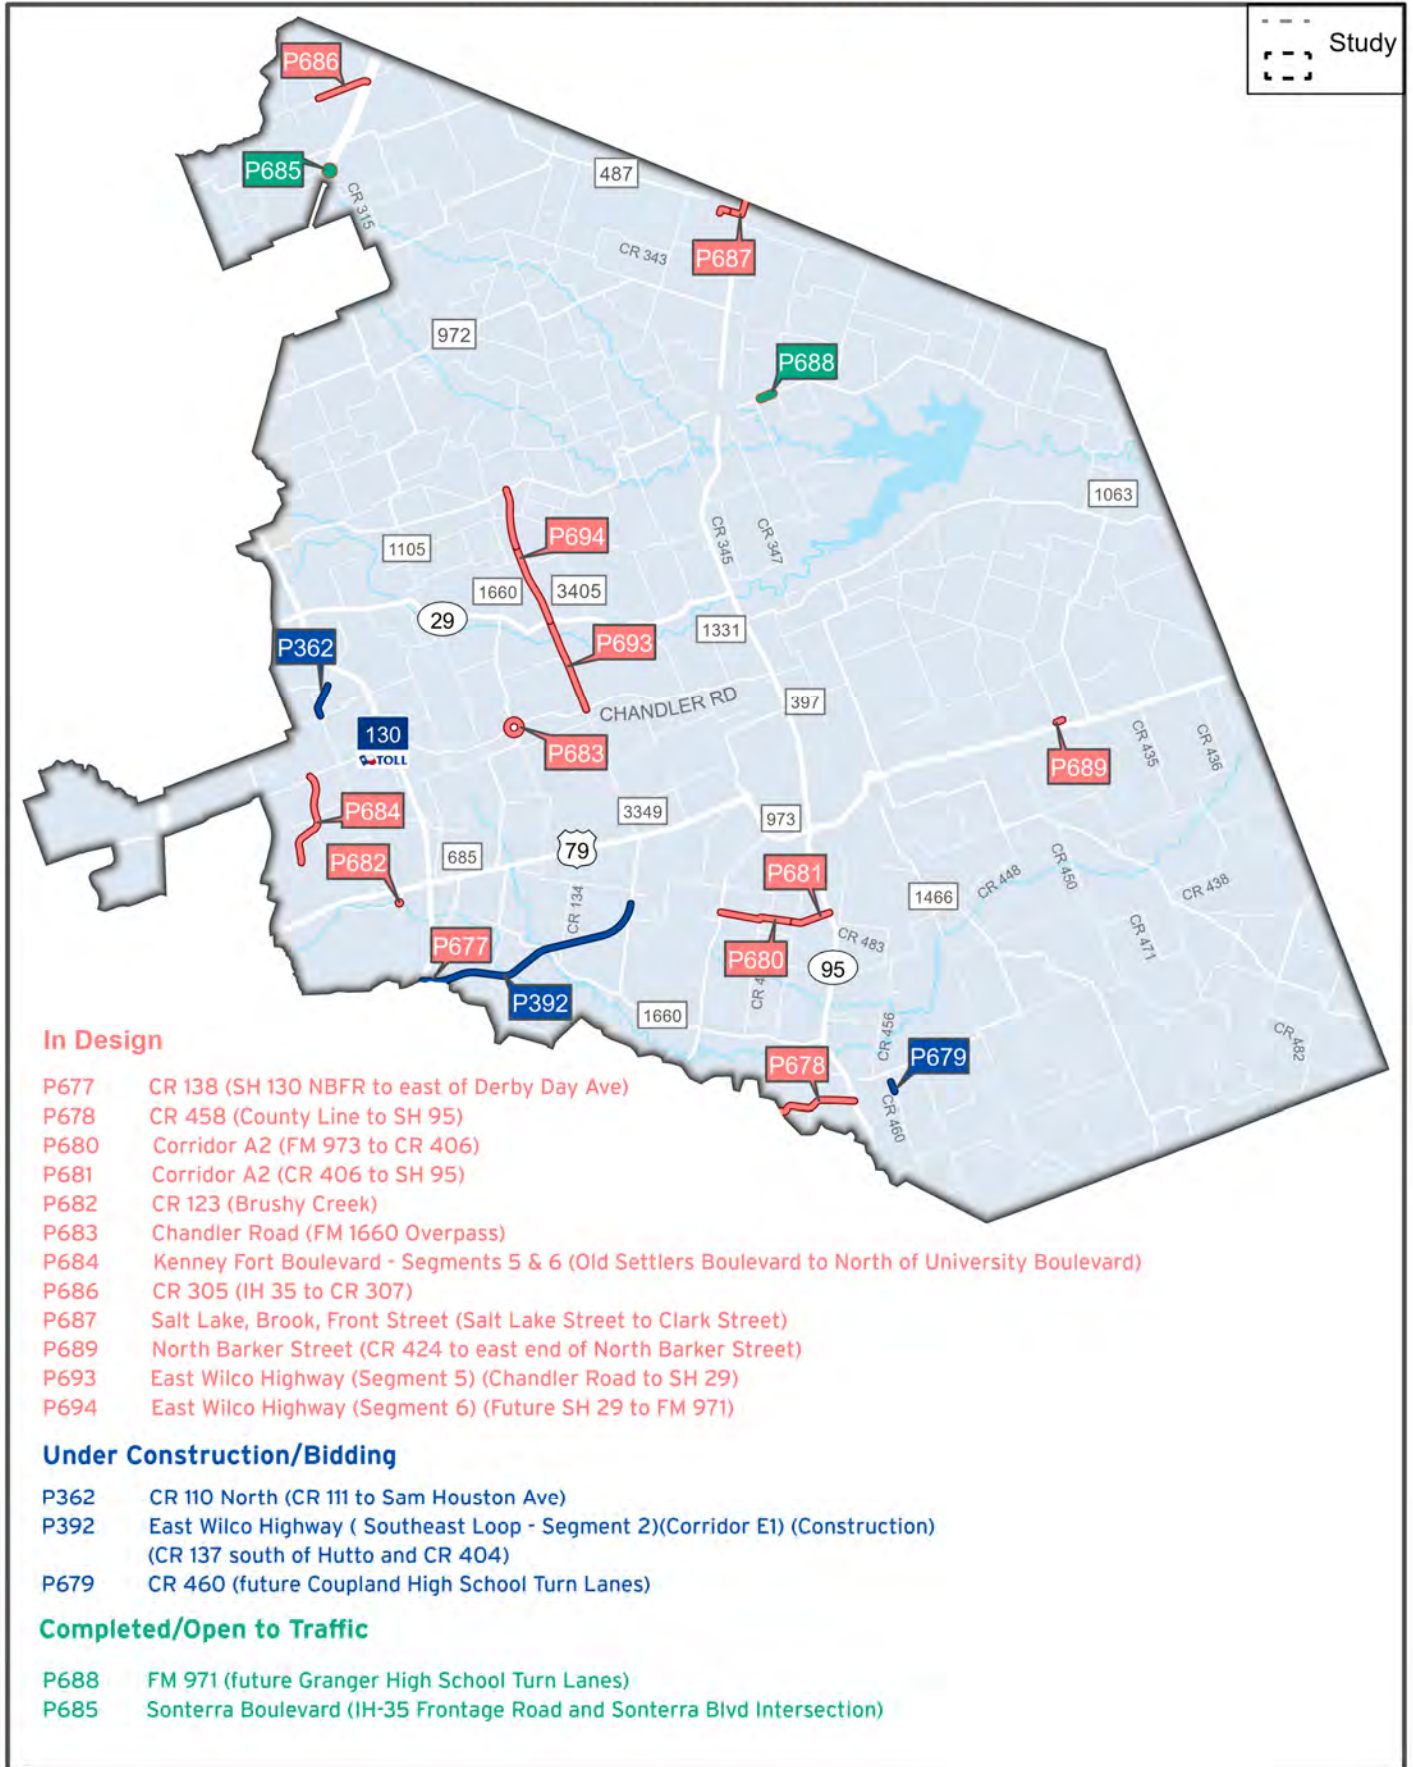 Study
P686
P685
CR 315
487
P687
CR 343
972
P688
1063
P694
1105
CR 345
CR 347
1660
3405
29
1331
P693
P362
CHANDLER RD
397
130
TOLL
P683
P689
CR 435
CR 436
P684
3349
973
79
685
P682
P681
CR 448
CR 450
CR 438
1466
CR 134
P677
P680
CR 483
CR 471
95
CR 4
P392
1660
CR 456
P679
CR 482
P678
CR 460
In Design
P677 CR 138 (SH 130 NBFR to east of Derby Day Ave)
P678 CR 458 (County Line to SH 95)
P680 Corridor A2 (FM 973 to CR 406)
P681 Corridor A2 (CR 406 to SH 95)
P682 CR 123 (Brushy Creek)
P683 Chandler Road (FM 1660 Overpass)
P684 Kenney Fort Boulevard - Segments 5 & 6 (Old Settlers Boulevard to North of University Boulevard)
P686 CR 305 (IH 35 to CR 307)
P687 Salt Lake, Brook, Front Street (Salt Lake Street to Clark Street)
P689 North Barker Street (CR 424 to east end of North Barker Street)
P693 East Wilco Highway (Segment 5) (Chandler Road to SH 29)
P694 East Wilco Highway (Segment 6) (Future SH 29 to FM 971)
Under Construction/Bidding
P362 CR 110 North (CR 111 to Sam Houston Ave)
P392 East Wilco Highway ( Southeast Loop - Segment 2)(Corridor E1) (Construction)
(CR 137 south of Hutto and CR 404)
P679 CR 460 (future Coupland High School Turn Lanes)
Completed/Open to Traffic
P688 FM 971 (future Granger High School Turn Lanes)
P685 Sonterra Boulevard (IH-35 Frontage Road and Sonterra Blvd Intersection)